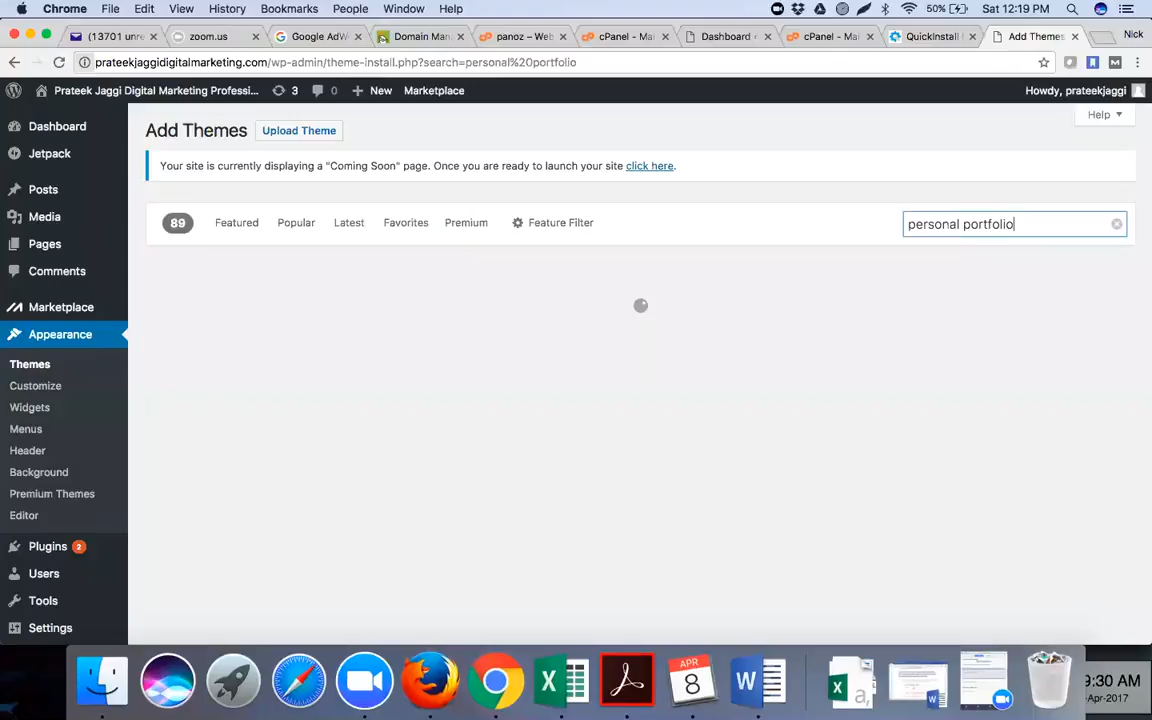 Chrome File Edit View History Bookmarks People Window Help 50% Sat 12:19 PM
(13701 unre zoom.us Google AdW Domain Man panoz – Web cPanel - Mai Dashboard cPanel - Mai QuickInstall Add Themes Nick
prateekjaggidigitalmarketing.com/wp-admin/theme-install.php?search=personal%20portfolio
Prateek Jaggi Digital Marketing Professi... 3 0 New Marketplace Howdy, prateekjaggi
Help
Add Themes Upload Theme
Your site is currently displaying a "Coming Soon" page. Once you are ready to launch your site click here.
89 Featured Popular Latest Favorites Premium Feature Filter personal portfolio
Dashboard
Jetpack
Posts
Media
Pages
Comments
Marketplace
Appearance
Themes
Customize
Widgets
Menus
Header
Background
Premium Themes
Editor
Plugins 2
Users
Tools
Settings
APR
8
9:30 AM
-Apr-2017